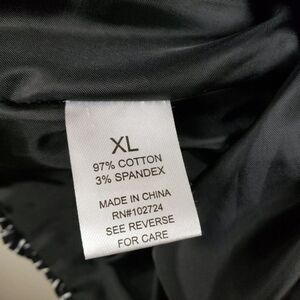 XL
97% COTTON
3% SPANDEX
MADE IN CHINA
RN#102724
SEE REVERSE
FOR CARE